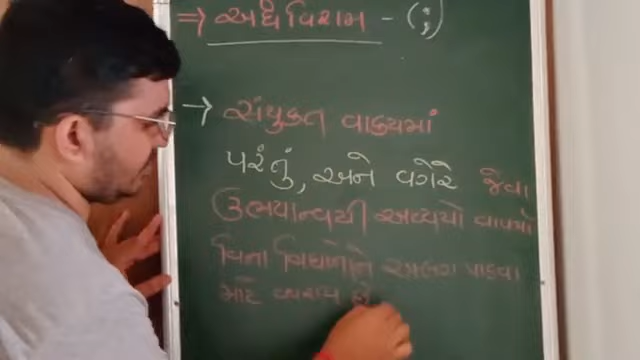 ⇒ અર્ધવિરામ - (;)
→ સંયુક્ત વાક્યમાં
પરંતું, અને વગેરે જેવા
ઉભયાન્વયી અવ્યયો વાપર્યા
વિના વિધાનોને અલગ પાડવા
માટે વપરાય છે